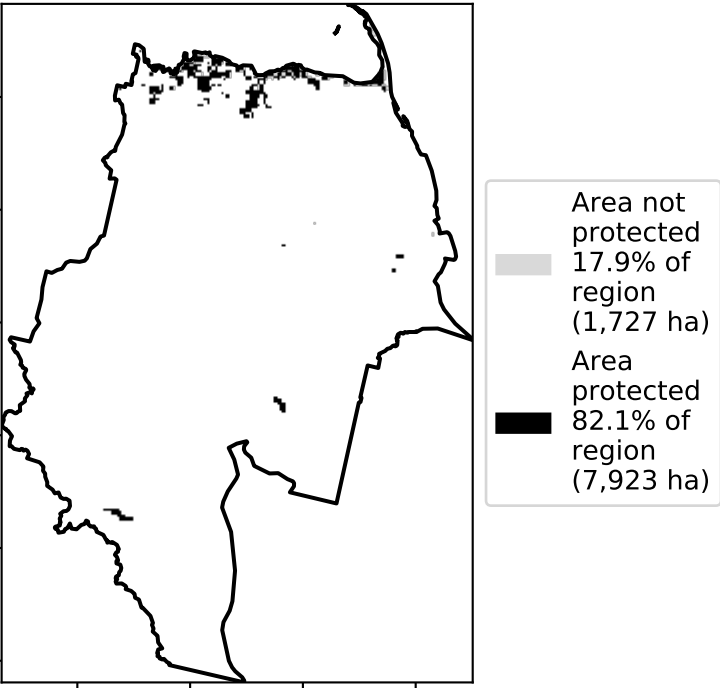 Area not
protected
17.9% of
region
(1,727 ha)
Area
protected
82.1% of
region
(7,923 ha)